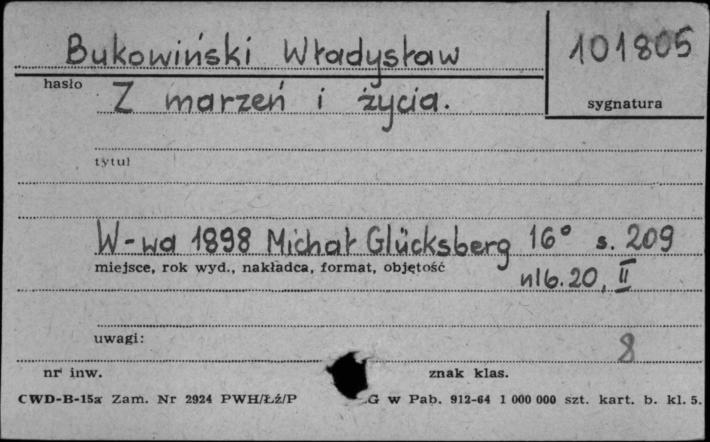 Bukowiński Władysław 101805
hasło
Z marzeń i życia. sygnatura
tytuł
W-wa 1898 Michał Glücksberg 16° s. 209
miejsce, rok wyd., nakładca, format, objętość
nlb. 20, II
uwagi: 8
nr inw. znak klas.
CWD-B-15a Zam. Nr 2924 PWH/Łź/P G w Pab. 912-64 1 000 000 szt. kart. b. kl. 5.